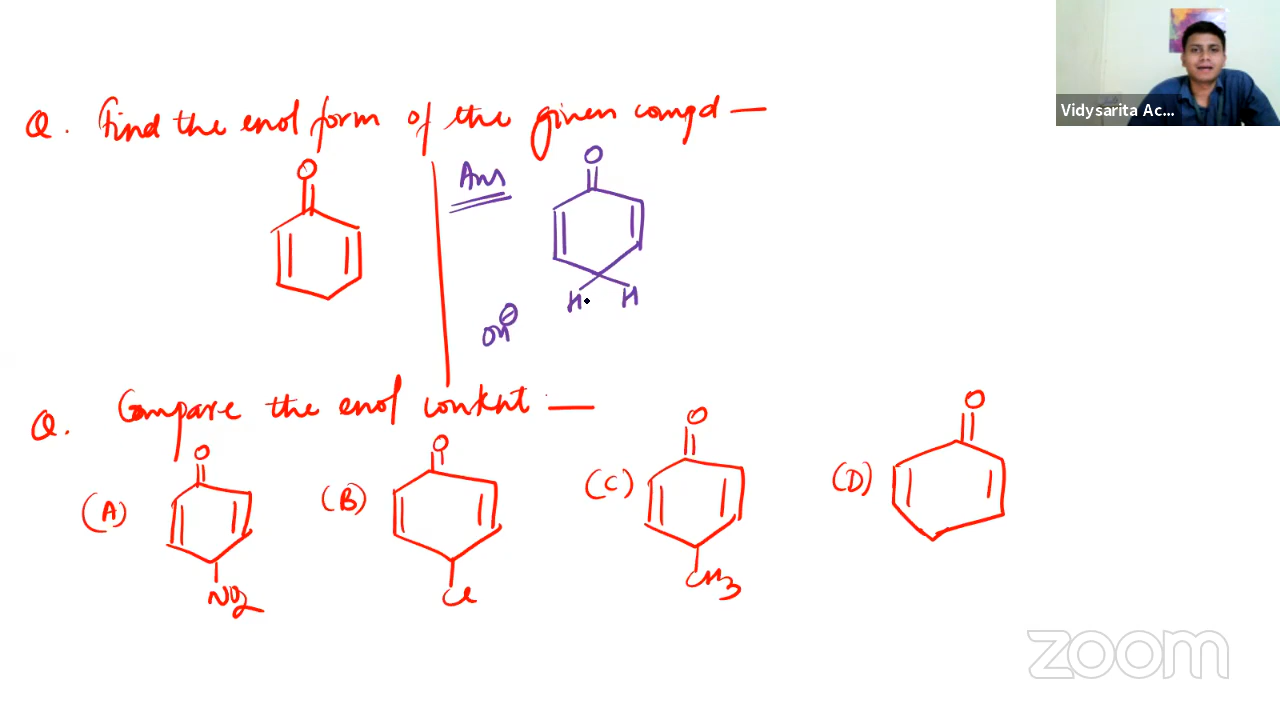 Q. Find the enol form of the given compd —
O
Ans
O
H H
OH⊖
Q. Compare the enol content —
(A) O NO2
(B) O Cl
(C) O CH3
(D) O
Vidysarita Ac...
zoom